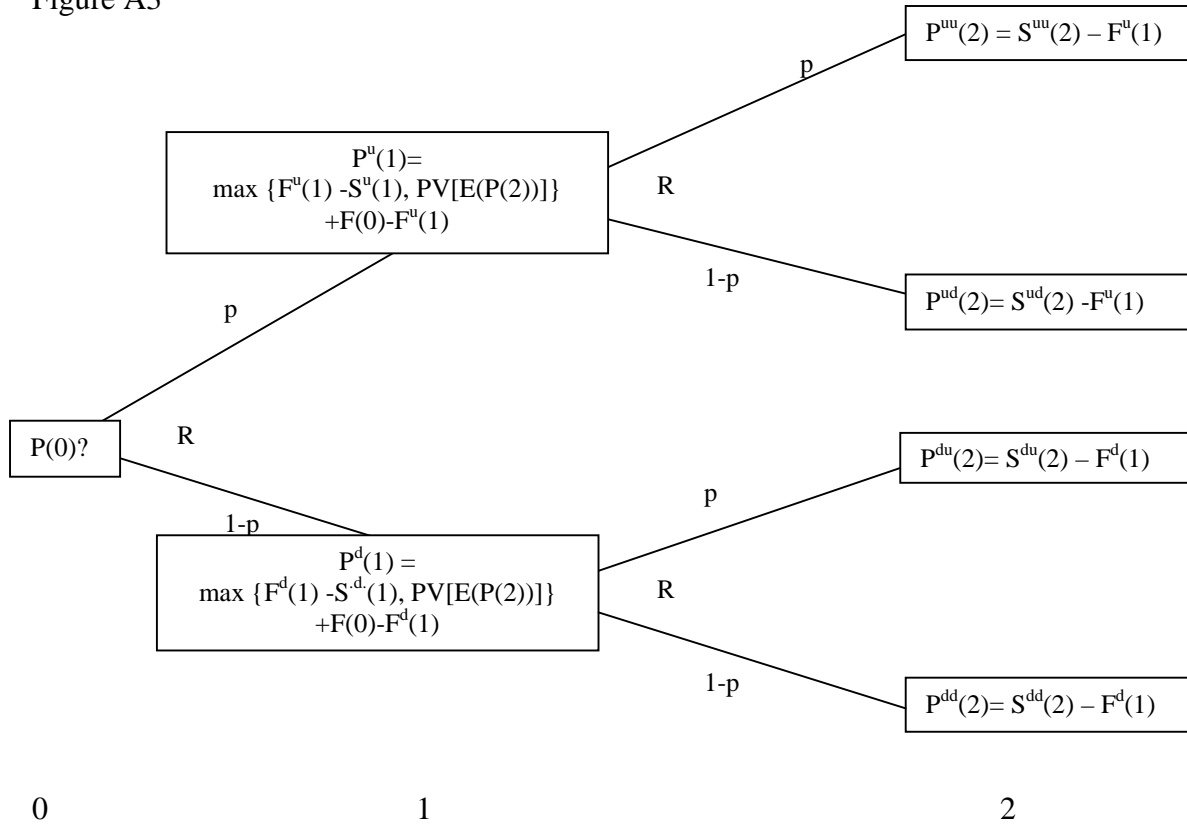 Figure A3
P^uu(2) = S^uu(2) – F^u(1)
p
P^u(1)=
max {F^u(1) -S^u(1), PV[E(P(2))]}
+F(0)-F^u(1)
R
1-p
P^ud(2)= S^ud(2) -F^u(1)
p
P(0)?
R
1-p
P^du(2)= S^du(2) – F^d(1)
p
P^d(1) =
max {F^d(1) -S^.d.(1), PV[E(P(2))]}
+F(0)-F^d(1)
R
1-p
P^dd(2)= S^dd(2) – F^d(1)
0
1
2